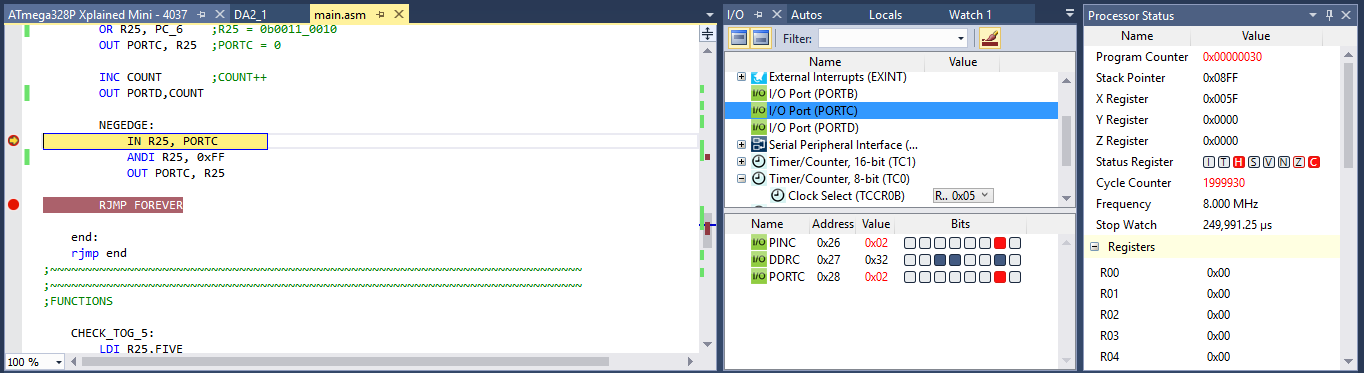 ATmega328P Xplained Mini - 4037 DA2_1 main.asm
OR R25, PC_6 ;R25 = 0b0011_0010
OUT PORTC, R25 ;PORTC = 0
INC COUNT ;COUNT++
OUT PORTD,COUNT
NEGEDGE:
IN R25, PORTC
ANDI R25, 0xFF
OUT PORTC, R25
RJMP FOREVER
end:
rjmp end
;~~~~~~~~~~~~~~~~~~~~~~~~~~~~~~~~~~~~~~~~~~~~~~~~~~~~~~~~~~~~~~~~~~~~~~~~~~~~
;~~~~~~~~~~~~~~~~~~~~~~~~~~~~~~~~~~~~~~~~~~~~~~~~~~~~~~~~~~~~~~~~~~~~~~~~~~~~
;FUNCTIONS
CHECK_TOG_5:
LDI R25,FIVE
100 %
I/O Autos Locals Watch 1
Filter:
Name Value
External Interrupts (EXINT)
I/O I/O Port (PORTB)
I/O I/O Port (PORTC)
I/O I/O Port (PORTD)
Serial Peripheral Interface (...
Timer/Counter, 16-bit (TC1)
Timer/Counter, 8-bit (TC0)
Clock Select (TCCR0B) R.. 0x05
Name Address Value Bits
I/O PINC 0x26 0x02
I/O DDRC 0x27 0x32
I/O PORTC 0x28 0x02
Processor Status
Name Value
Program Counter 0x00000030
Stack Pointer 0x08FF
X Register 0x005F
Y Register 0x0000
Z Register 0x0000
Status Register I T H S V N Z C
Cycle Counter 1999930
Frequency 8.000 MHz
Stop Watch 249,991.25 µs
Registers
R00 0x00
R01 0x00
R02 0x00
R03 0x00
R04 0x00